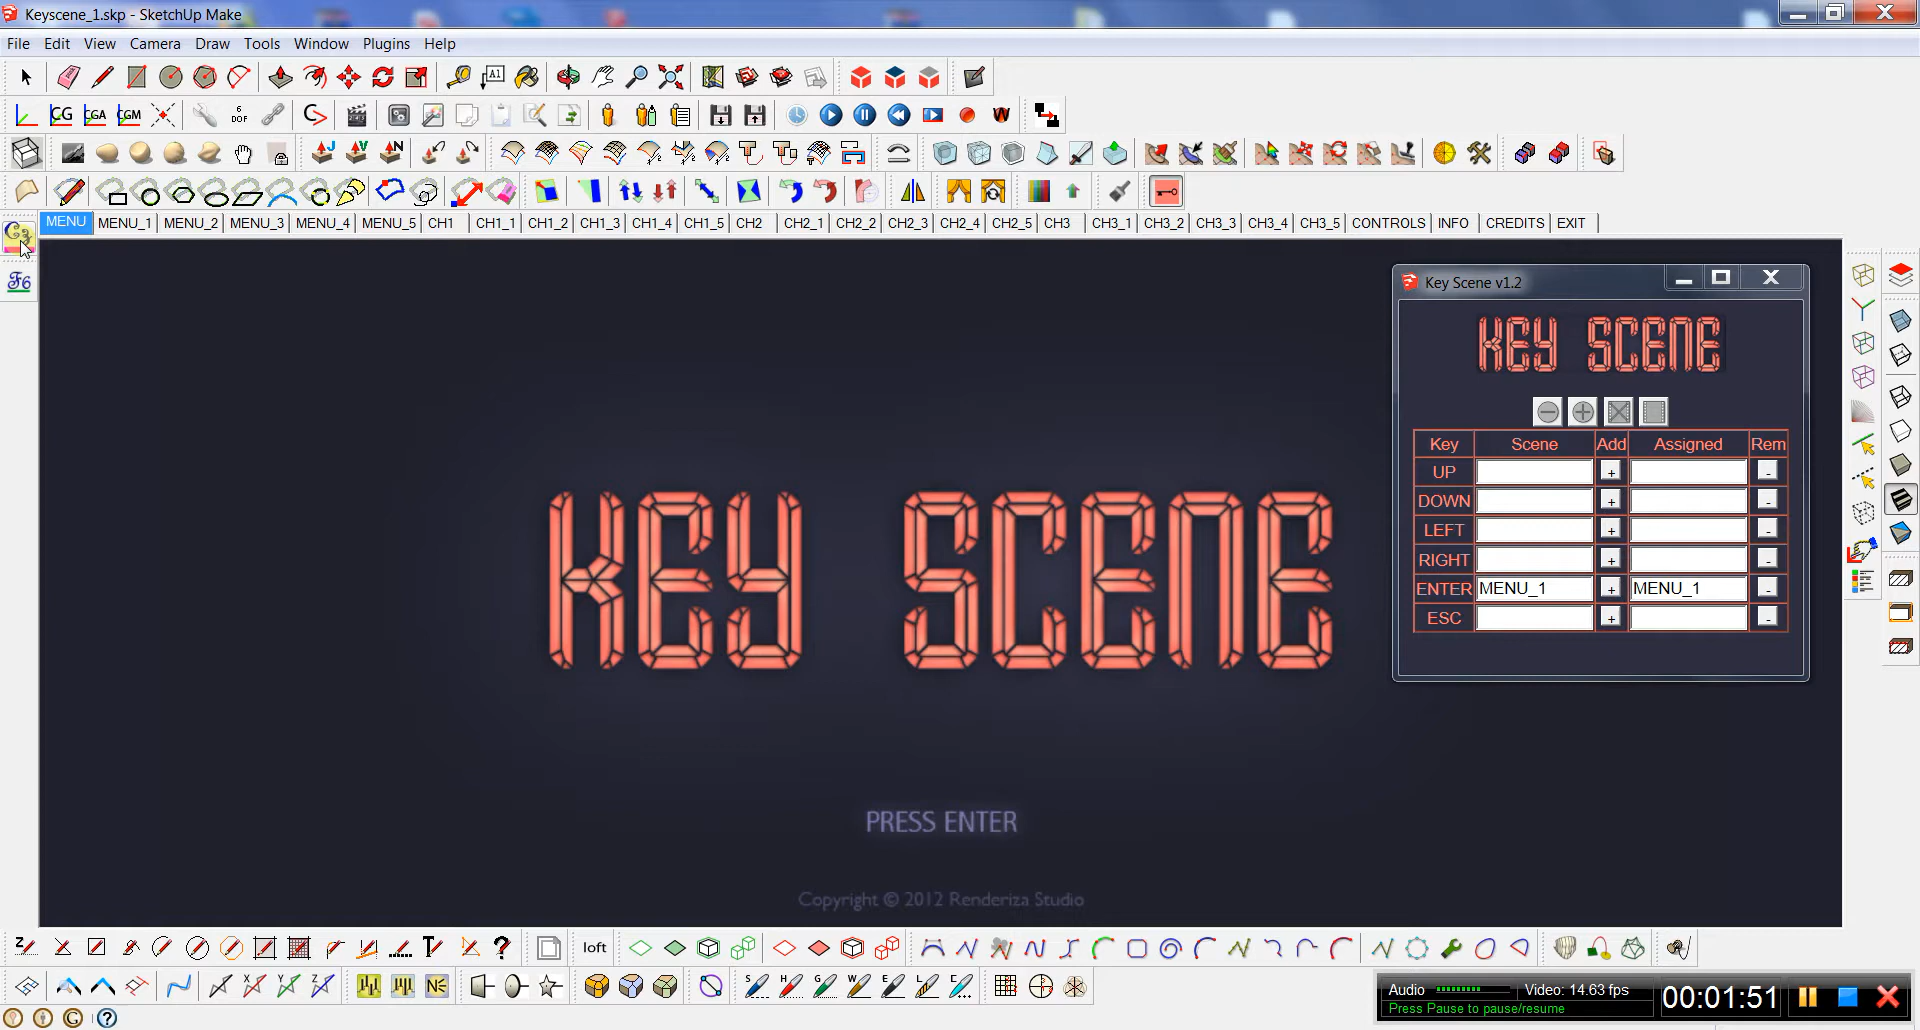 Keyscene_1.skp - SketchUp Make
File Edit View Camera Draw Tools Window Plugins Help
A1
CG CGA CGM 6 DOF W
J V N
MENU MENU_1 MENU_2 MENU_3 MENU_4 MENU_5 CH1 CH1_1 CH1_2 CH1_3 CH1_4 CH1_5 CH2 CH2_1 CH2_2 CH2_3 CH2_4 CH2_5 CH3 CH3_1 CH3_2 CH3_3 CH3_4 CH3_5 CONTROLS INFO CREDITS EXIT
F6
Key Scene v1.2
KEY SCENE
Key Scene Add Assigned Rem
UP + -
DOWN + -
LEFT + -
RIGHT + -
ENTER MENU_1 + MENU_1 -
ESC + -
KEY SCENE
PRESS ENTER
Copyright © 2012 Renderiza Studio
Z T ? loft
X Y Z N S H G W E L C
Audio Video: 14.63 fps 00:01:51
Press Pause to pause/resume
G ?